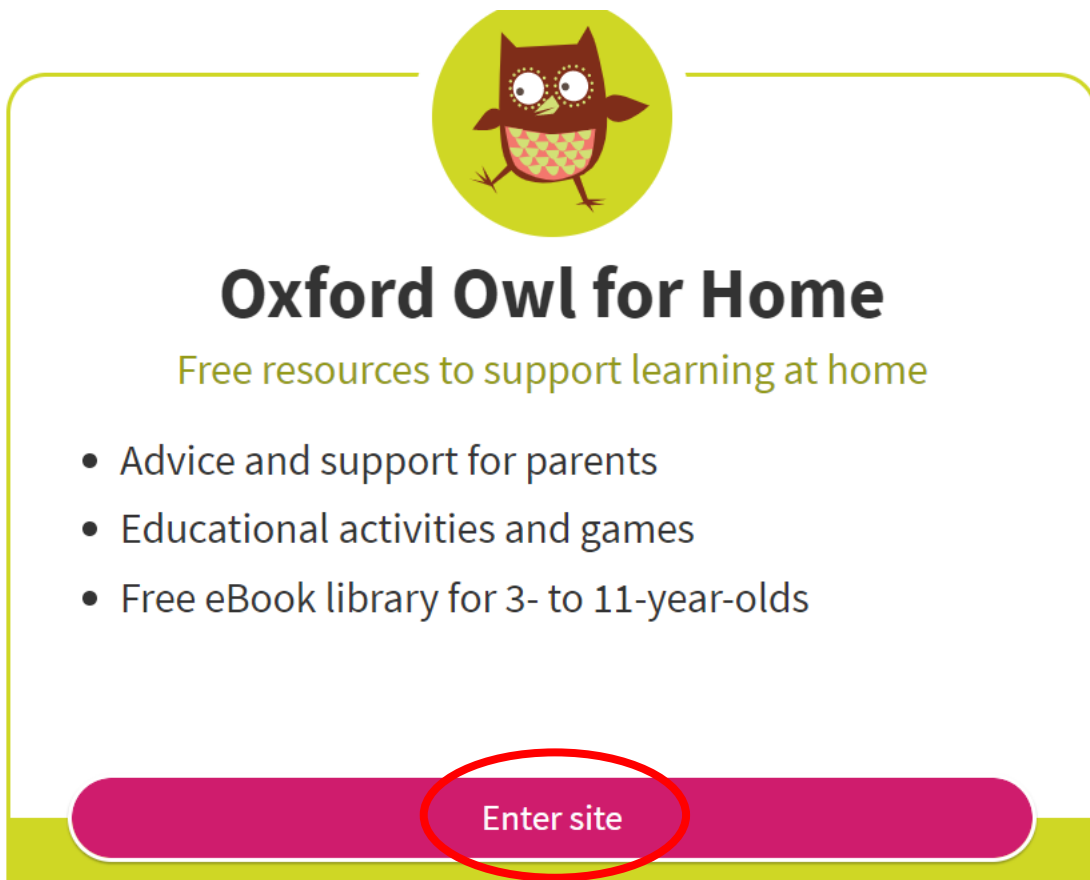 Oxford Owl for Home
Free resources to support learning at home
• Advice and support for parents
• Educational activities and games
• Free eBook library for 3- to 11-year-olds
Enter site